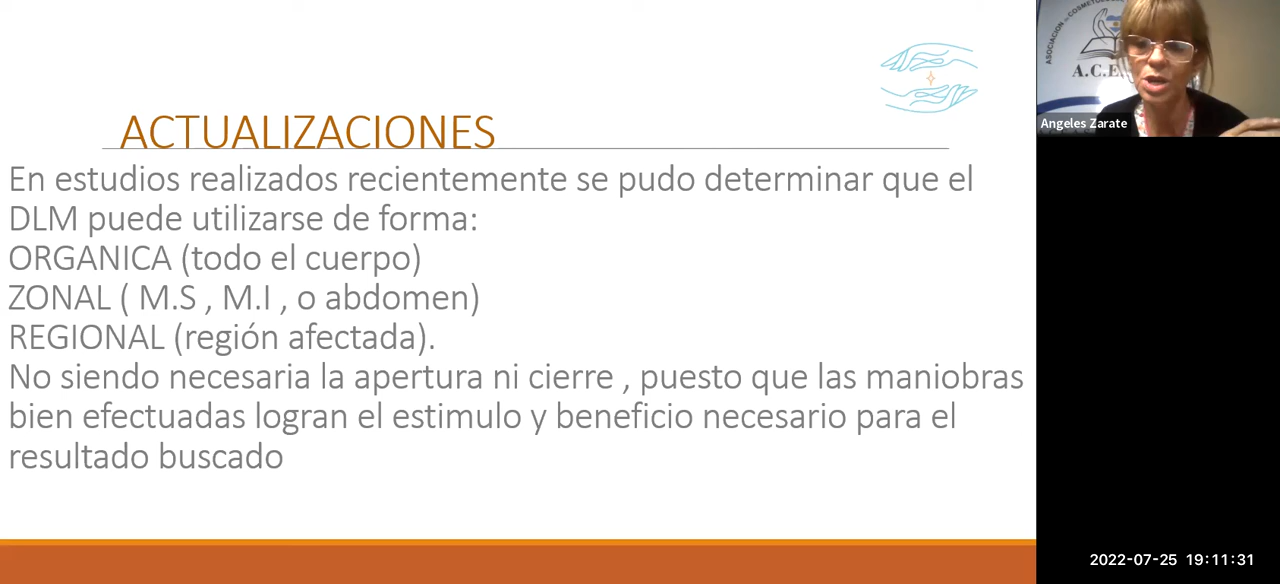 ACTUALIZACIONES
En estudios realizados recientemente se pudo determinar que el
DLM puede utilizarse de forma:
ORGANICA (todo el cuerpo)
ZONAL ( M.S , M.I , o abdomen)
REGIONAL (región afectada).
No siendo necesaria la apertura ni cierre , puesto que las maniobras
bien efectuadas logran el estimulo y beneficio necesario para el
resultado buscado
ASOCIACION
A.C.E
Angeles Zarate
2022-07-25 19:11:31